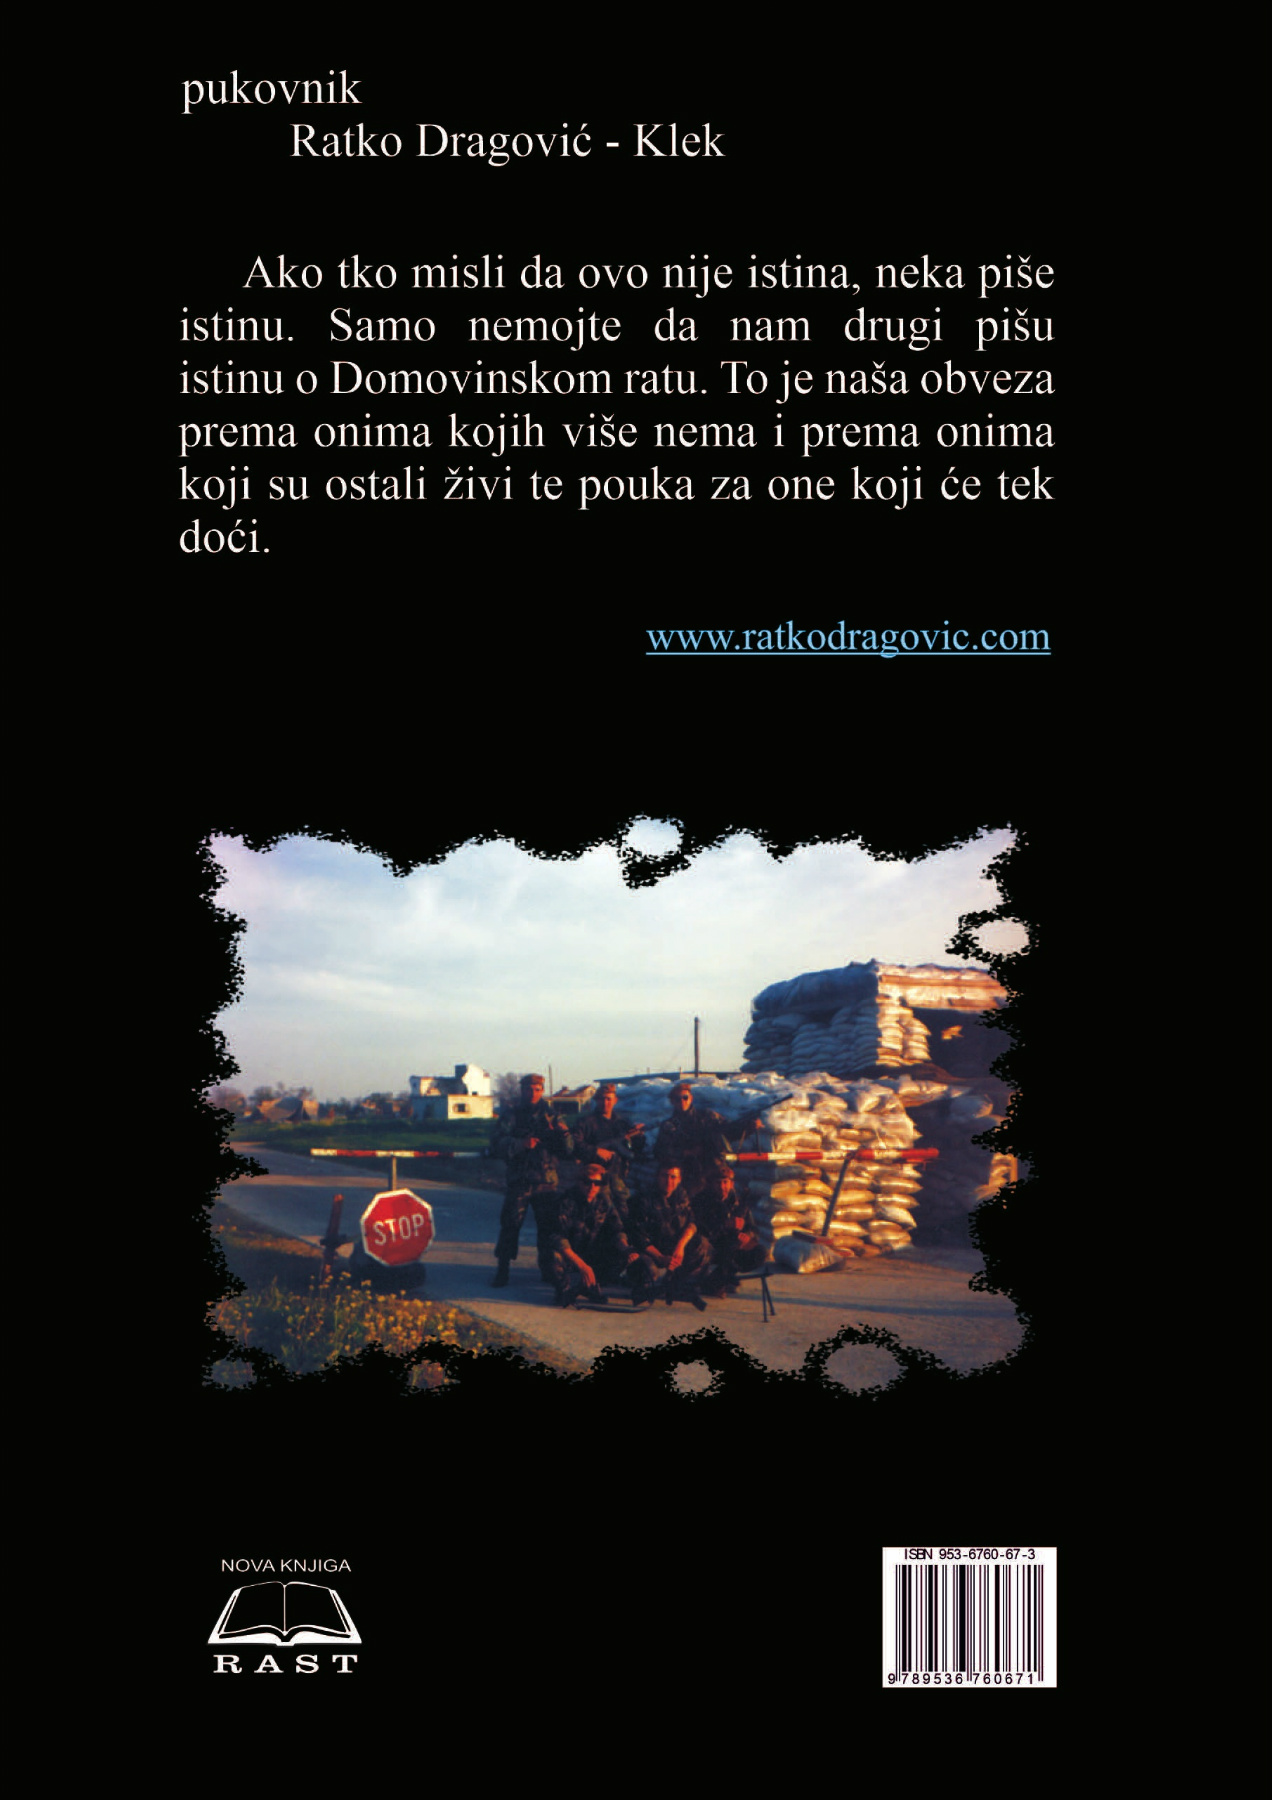 pukovnik
Ratko Dragović - Klek
Ako tko misli da ovo nije istina, neka piše
istinu. Samo nemojte da nam drugi pišu
istinu o Domovinskom ratu. To je naša obveza
prema onima kojih više nema i prema onima
koji su ostali živi te pouka za one koji će tek
doći.
www.ratkodragovic.com
STOP
NOVA KNJIGA
RAST
ISBN 953-6760-67-3
9 789536 760671